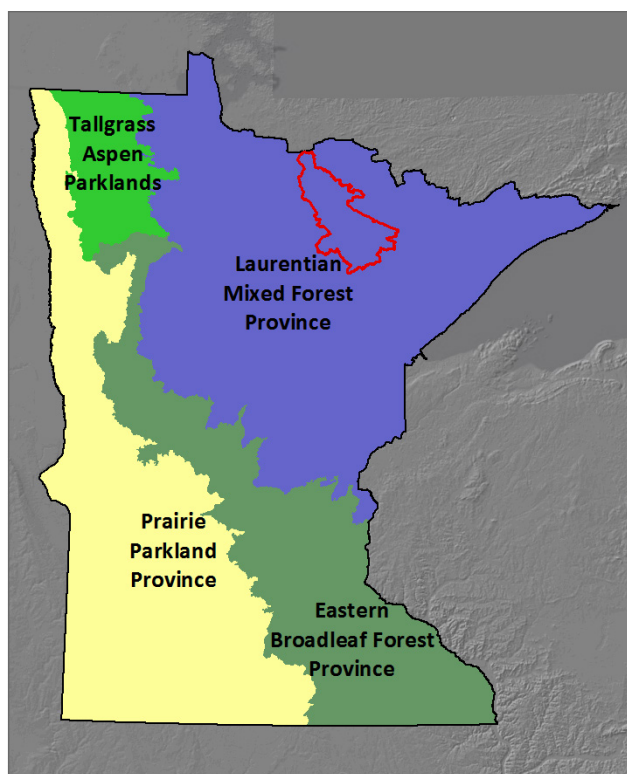 Tallgrass
Aspen
Parklands
Laurentian
Mixed Forest
Province
Prairie
Parkland
Province
Eastern
Broadleaf Forest
Province